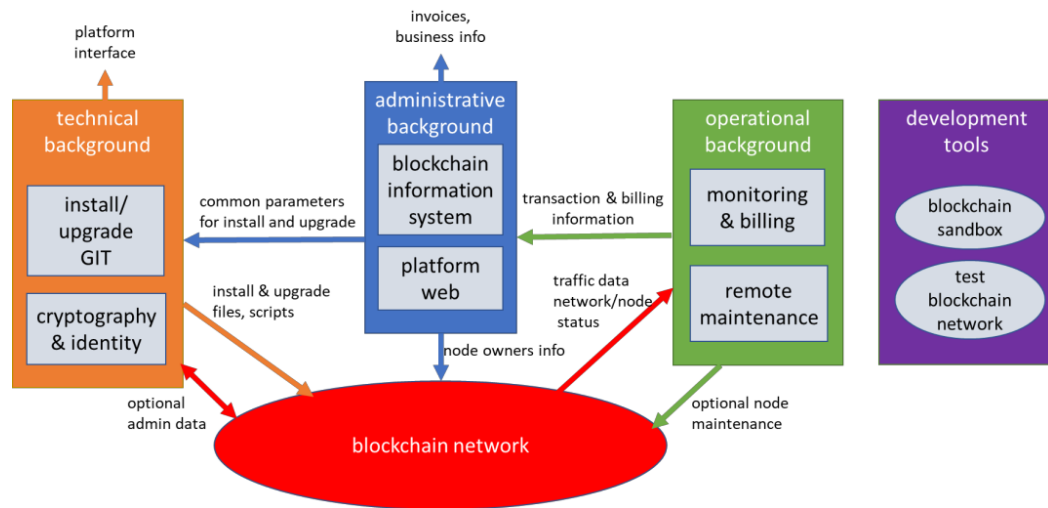 platform
interface
invoices,
business info
technical
background
install/
upgrade
GIT
cryptography
& identity
common parameters
for install and upgrade
install & upgrade
files, scripts
optional
admin data
administrative
background
blockchain
information
system
platform
web
node owners info
transaction & billing
information
traffic data
network/node
status
operational
background
monitoring
& billing
remote
maintenance
optional node
maintenance
development
tools
blockchain
sandbox
test
blockchain
network
blockchain network